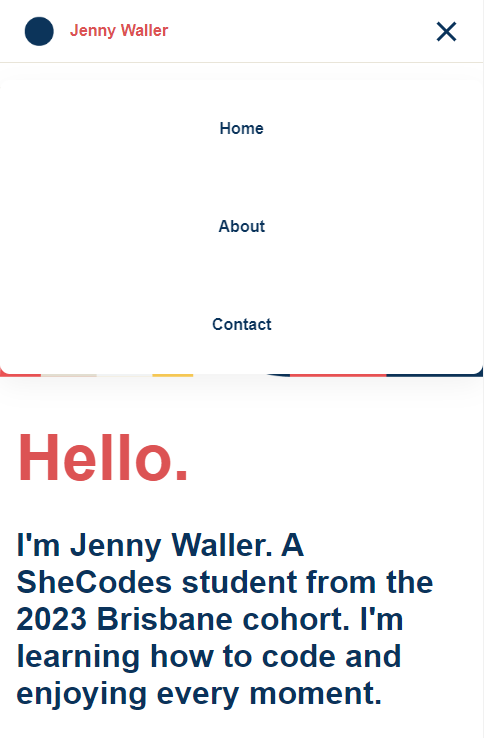 Jenny Waller
Home
About
Contact
Hello.
I'm Jenny Waller. A
SheCodes student from the
2023 Brisbane cohort. I'm
learning how to code and
enjoying every moment.